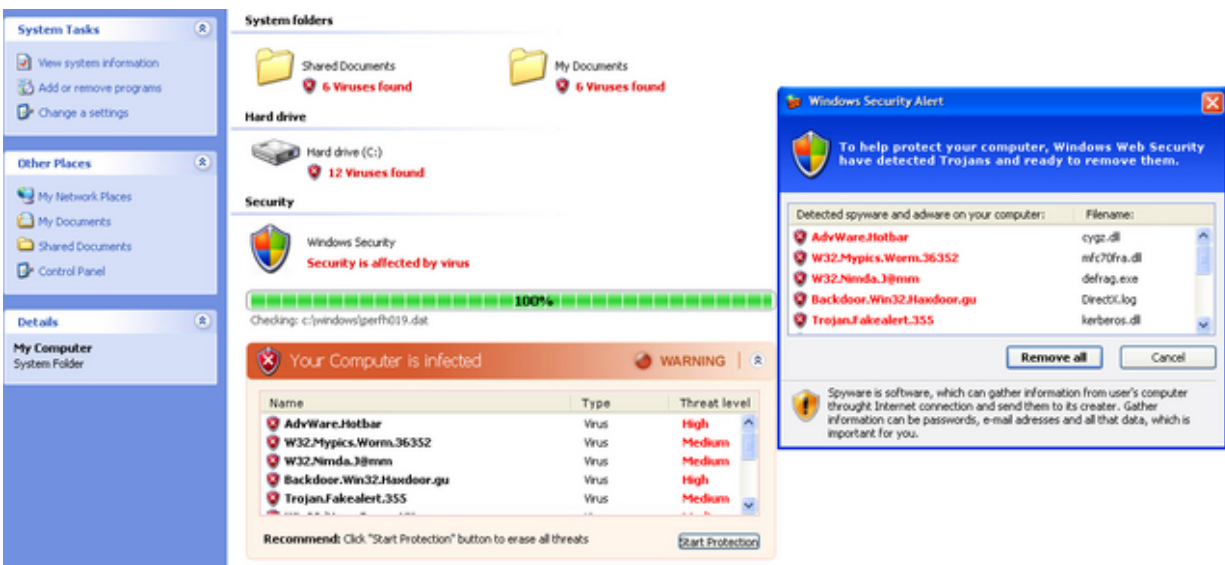 System Tasks
View system information
Add or remove programs
Change a settings
Other Places
My Network Places
My Documents
Shared Documents
Control Panel
Details
My Computer
System Folder
System folders
Shared Documents
6 Viruses found
My Documents
6 Viruses found
Hard drive
Hard drive (C:)
12 Viruses found
Security
Windows Security
Security is affected by virus
100%
Checking: c:\windows\perfh019.dat
Your Computer is infected
WARNING
Name Type Threat level
AdvWare.Hotbar Virus High
W32.Mypics.Worm.36352 Virus Medium
W32.Nimda.J@mm Virus Medium
Backdoor.Win32.Haxdoor.gu Virus High
Trojan.Fakealert.355 Virus Medium
Recommend: Click "Start Protection" button to erase all threats
Start Protection
Windows Security Alert
To help protect your computer, Windows Web Security
have detected Trojans and ready to remove them.
Detected spyware and adware on your computer: Filename:
AdvWare.Hotbar cygz.dll
W32.Mypics.Worm.36352 mfc70fra.dll
W32.Nimda.J@mm defrag.exe
Backdoor.Win32.Haxdoor.gu DirectX.log
Trojan.Fakealert.355 kerberos.dll
Remove all
Cancel
Spyware is software, which can gather information from user's computer
throught Internet connection and send them to its creater. Gather
information can be passwords, e-mail adresses and all that data, which is
important for you.